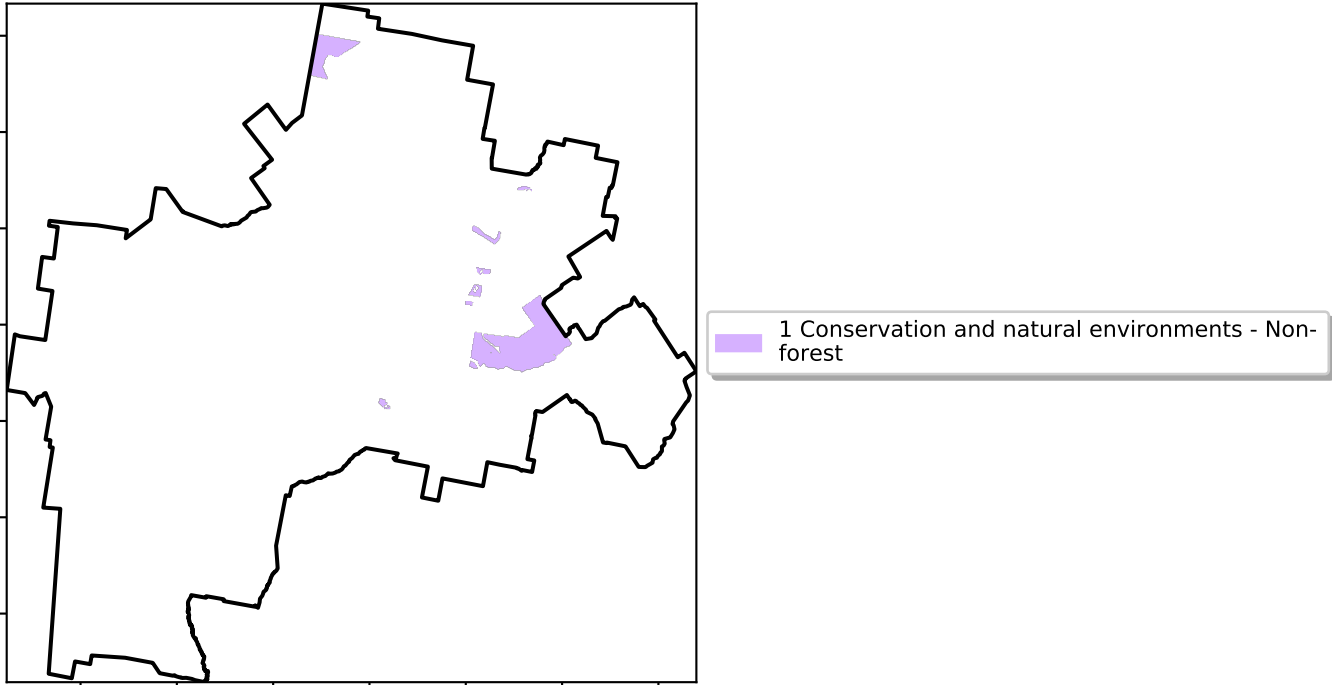 1 Conservation and natural environments - Non-
forest